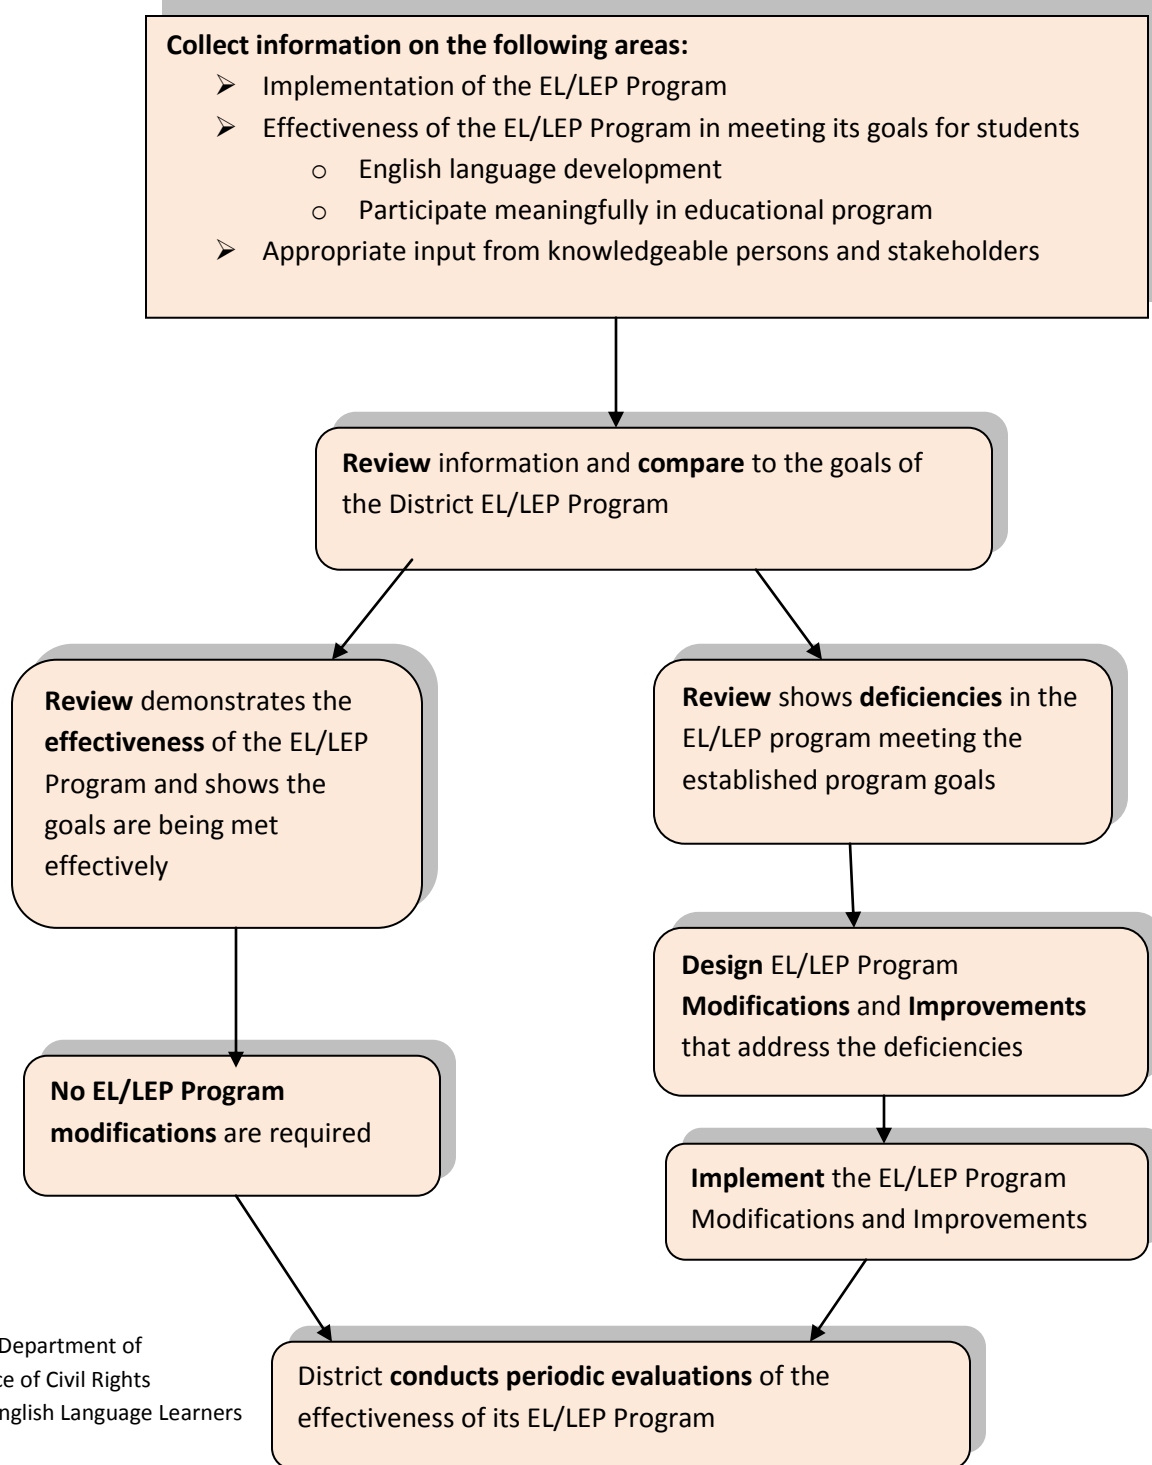 Collect information on the following areas:
➢ Implementation of the EL/LEP Program
➢ Effectiveness of the EL/LEP Program in meeting its goals for students
o English language development
o Participate meaningfully in educational program
➢ Appropriate input from knowledgeable persons and stakeholders
Review information and compare to the goals of
the District EL/LEP Program
Review demonstrates the
effectiveness of the EL/LEP
Program and shows the
goals are being met
effectively
Review shows deficiencies in the
EL/LEP program meeting the
established program goals
Design EL/LEP Program
Modifications and Improvements
that address the deficiencies
No EL/LEP Program
modifications are required
Implement the EL/LEP Program
Modifications and Improvements
Department of
of Civil Rights
English Language Learners
District conducts periodic evaluations of the
effectiveness of its EL/LEP Program